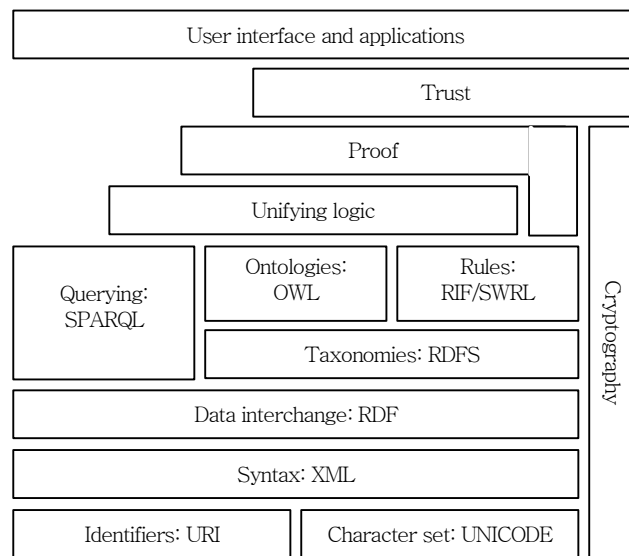 User interface and applications
Trust
Proof
Unifying logic
Querying:
SPARQL
Ontologies:
OWL
Rules:
RIF/SWRL
Taxonomies: RDFS
Cryptography
Data interchange: RDF
Syntax: XML
Identifiers: URI
Character set: UNICODE